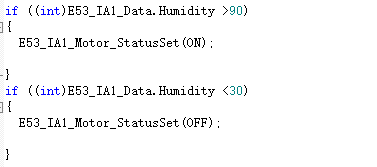 if ((int)E53_IA1_Data.Humidity >90)
{
E53_IA1_Motor_StatusSet(ON);
}
if ((int)E53_IA1_Data.Humidity <30)
{
E53_IA1_Motor_StatusSet(OFF);
}